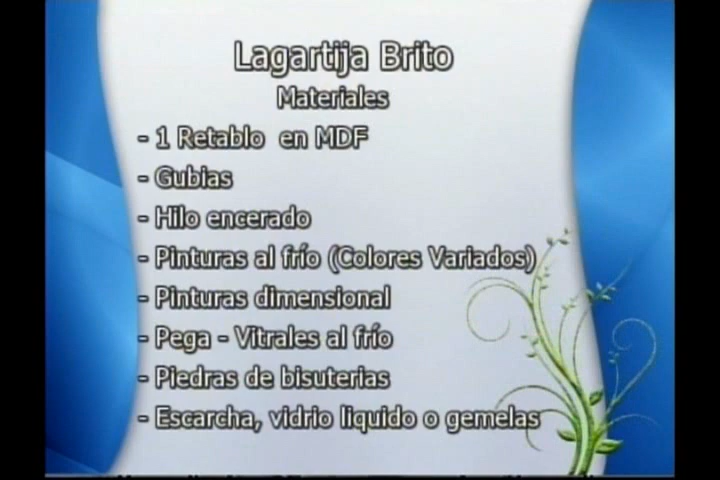 Lagartija Brito
Materiales
- 1 Retablo en MDF
- Gubias
- Hilo encerado
- Pinturas al frío (Colores Variados)
- Pinturas dimensional
- Pega - Vitrales al frío
- Piedras de bisuterias
- Escarcha, vidrio liquido o gemelas